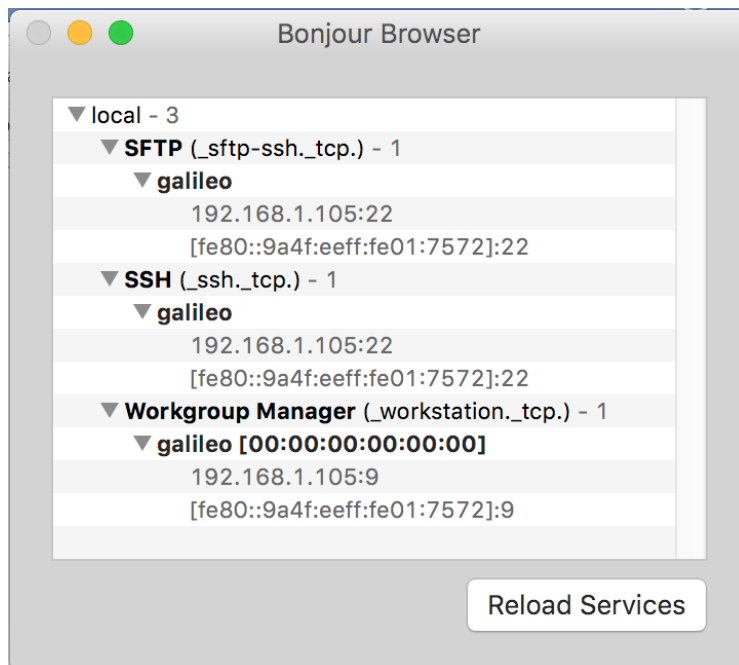 Bonjour Browser
local - 3
SFTP (_sftp-ssh._tcp.) - 1
galileo
192.168.1.105:22
[fe80::9a4f:eeff:fe01:7572]:22
SSH (_ssh._tcp.) - 1
galileo
192.168.1.105:22
[fe80::9a4f:eeff:fe01:7572]:22
Workgroup Manager (_workstation._tcp.) - 1
galileo [00:00:00:00:00:00]
192.168.1.105:9
[fe80::9a4f:eeff:fe01:7572]:9
Reload Services